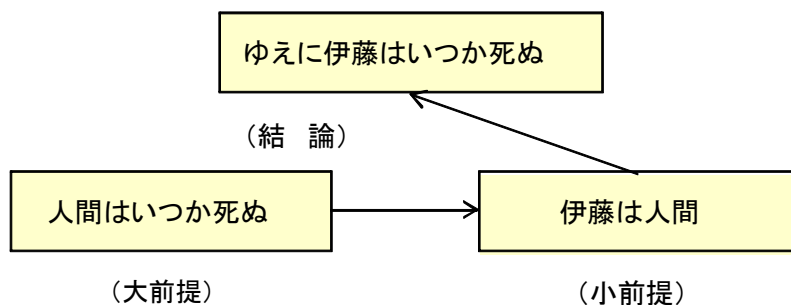 ゆえに伊藤はいつか死ぬ
（結　論）
人間はいつか死ぬ
伊藤は人間
（大前提）
（小前提）